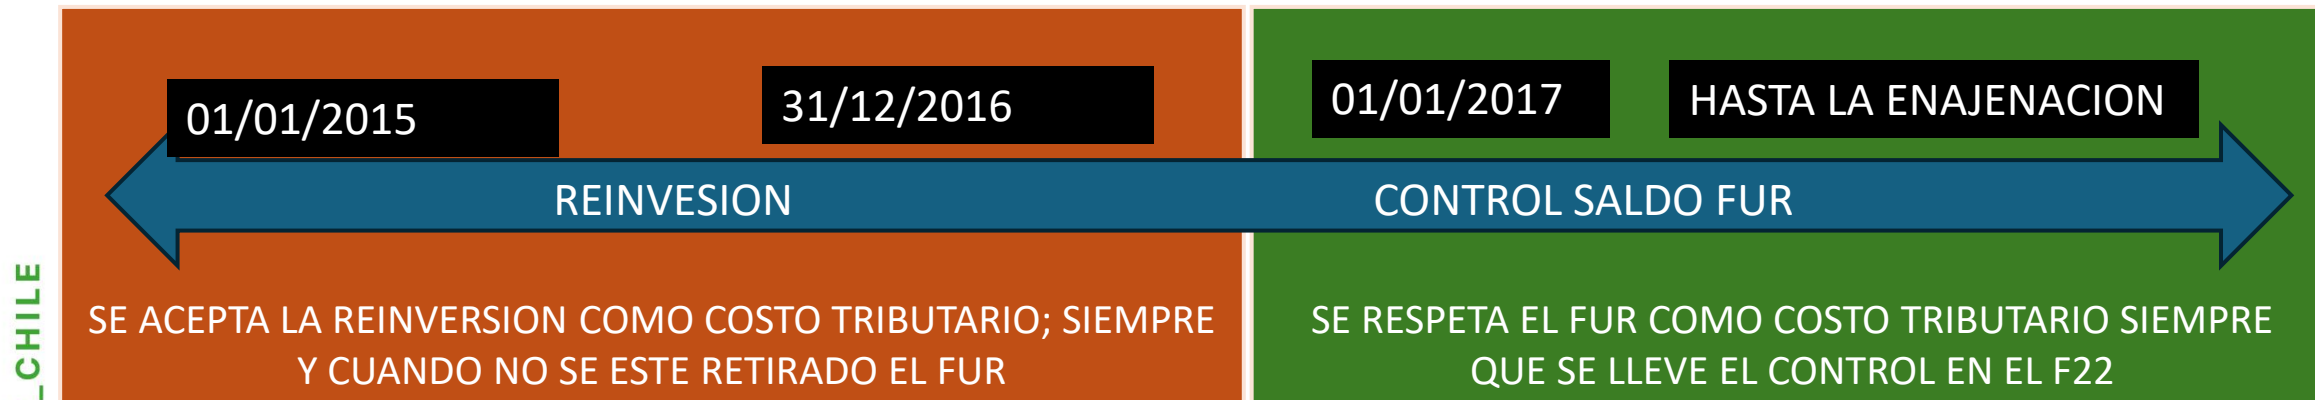 01/01/2015
31/12/2016
01/01/2017
HASTA LA ENAJENACION
REINVESION
CONTROL SALDO FUR
SE ACEPTA LA REINVERSION COMO COSTO TRIBUTARIO; SIEMPRE
Y CUANDO NO SE ESTE RETIRADO EL FUR
SE RESPETA EL FUR COMO COSTO TRIBUTARIO SIEMPRE
QUE SE LLEVE EL CONTROL EN EL F22
_CHILE